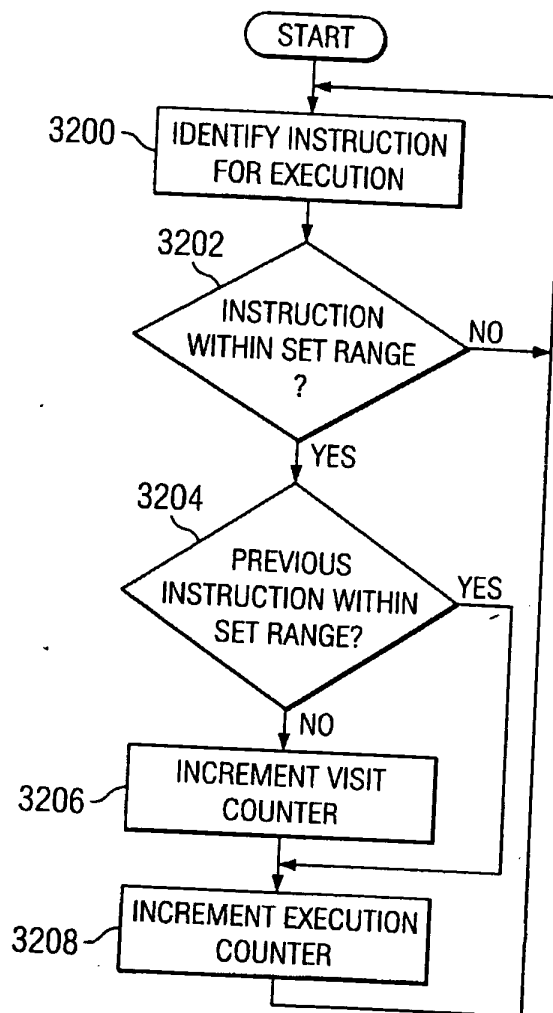 START
3200
IDENTIFY INSTRUCTION
FOR EXECUTION
3202
INSTRUCTION
WITHIN SET RANGE
?
NO
YES
3204
PREVIOUS
INSTRUCTION WITHIN
SET RANGE?
YES
NO
3206
INCREMENT VISIT
COUNTER
3208
INCREMENT EXECUTION
COUNTER